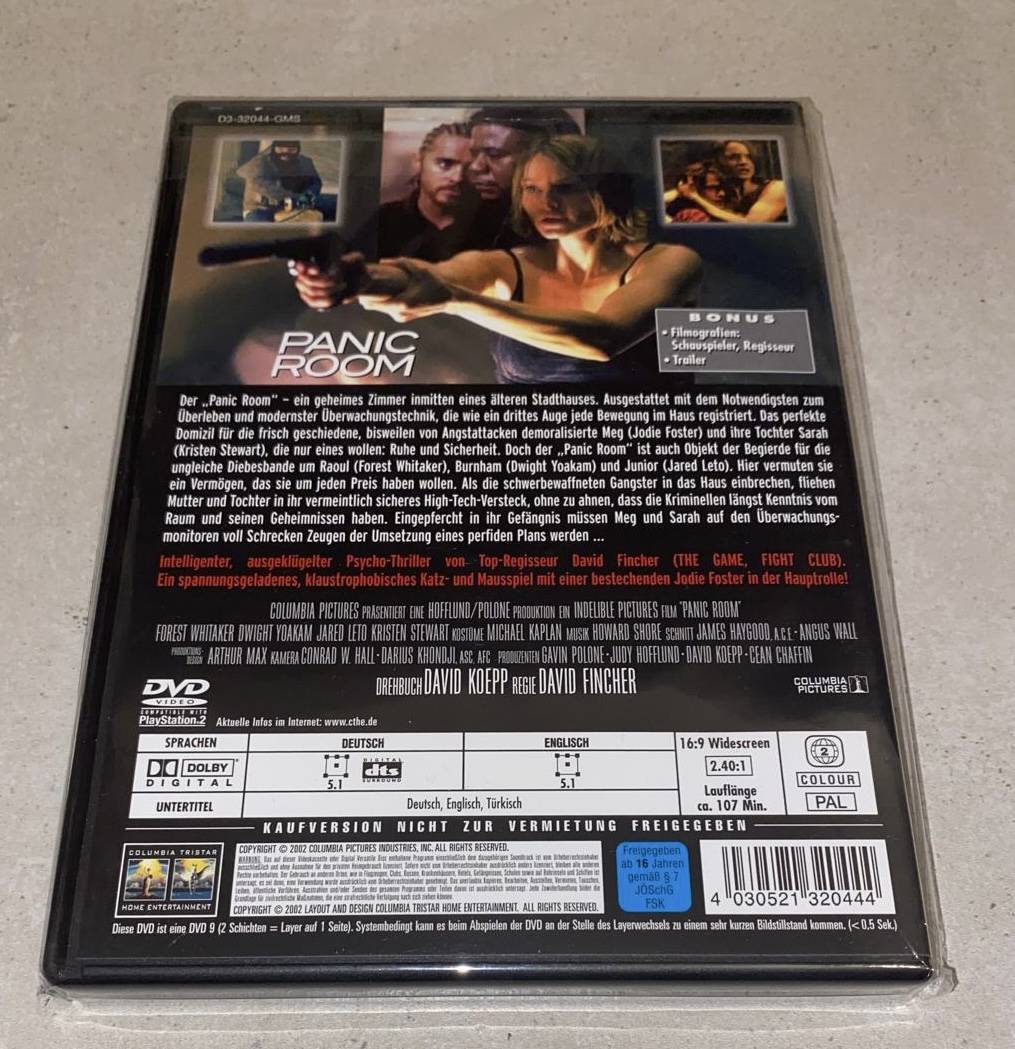 D3-32044-GMS
PANIC
ROOM
BONUS
• Filmografien:
Schauspieler, Regisseur
• Trailer
Der „Panic Room“ – ein geheimes Zimmer inmitten eines älteren Stadthauses. Ausgestattet mit dem Notwendigsten zum
Überleben und modernster Überwachungstechnik, die wie ein drittes Auge jede Bewegung im Haus registriert. Das perfekte
Domizil für die frisch geschiedene, bisweilen von Angstattacken demoralisierte Meg (Jodie Foster) und ihre Tochter Sarah
(Kristen Stewart), die nur eines wollen: Ruhe und Sicherheit. Doch der „Panic Room“ ist auch Objekt der Begierde für die
ungleiche Diebesbande um Raoul (Forest Whitaker), Burnham (Dwight Yoakam) und Junior (Jared Leto). Hier vermuten sie
ein Vermögen, das sie um jeden Preis haben wollen. Als die schwerbewaffneten Gangster in das Haus einbrechen, fliehen
Mutter und Tochter in ihr vermeintlich sicheres High-Tech-Versteck, ohne zu ahnen, dass die Kriminellen längst Kenntnis vom
Raum und seinen Geheimnissen haben. Eingepfercht in ihr Gefängnis müssen Meg und Sarah auf den Überwachungs-
monitoren voll Schrecken Zeugen der Umsetzung eines perfiden Plans werden ...
Intelligenter, ausgeklügelter Psycho-Thriller von Top-Regisseur David Fincher (THE GAME, FIGHT CLUB).
Ein spannungsgeladenes, klaustrophobisches Katz- und Mausspiel mit einer bestechenden Jodie Foster in der Hauptrolle!
COLUMBIA PICTURES PRÄSENTIERT EINE HOFFLUND/POLONE PRODUKTION EIN INDELIBLE PICTURES FILM "PANIC ROOM"
FOREST WHITAKER DWIGHT YOAKAM JARED LETO KRISTEN STEWART KOSTÜME MICHAEL KAPLAN MUSIK HOWARD SHORE SCHNITT JAMES HAYGOOD, A.C.E. · ANGUS WALL
PRODUKTIONS-DESIGN ARTHUR MAX KAMERA CONRAD W. HALL · DARIUS KHONDJI, ASC, AFC PRODUZENTEN GAVIN POLONE · JUDY HOFFLUND · DAVID KOEPP · CEAN CHAFFIN
DREHBUCH DAVID KOEPP REGIE DAVID FINCHER
COLUMBIA
PICTURES
DVD
VIDEO
COMPATIBLE WITH
PlayStation.2 Aktuelle Infos im Internet: www.cthe.de
SPRACHEN DEUTSCH ENGLISCH 16:9 Widescreen
DOLBY
DIGITAL
5.1
DIGITAL
dts
SURROUND
5.1
2.40:1
Lauflänge
ca. 107 Min.
2
COLOUR
PAL
UNTERTITEL Deutsch, Englisch, Türkisch
KAUFVERSION NICHT ZUR VERMIETUNG FREIGEGEBEN
COLUMBIA TRISTAR
HOME ENTERTAINMENT
COPYRIGHT © 2002 COLUMBIA PICTURES INDUSTRIES, INC. ALL RIGHTS RESERVED.
COPYRIGHT © 2002 LAYOUT AND DESIGN COLUMBIA TRISTAR HOME ENTERTAINMENT. ALL RIGHTS RESERVED.
Freigegeben
ab 16 Jahren
gemäß § 7
JÖSchG
FSK
4 030521 320444
Diese DVD ist eine DVD 9 (2 Schichten = Layer auf 1 Seite). Systembedingt kann es beim Abspielen der DVD an der Stelle des Layerwechsels zu einem sehr kurzen Bildstillstand kommen. (< 0,5 Sek.)